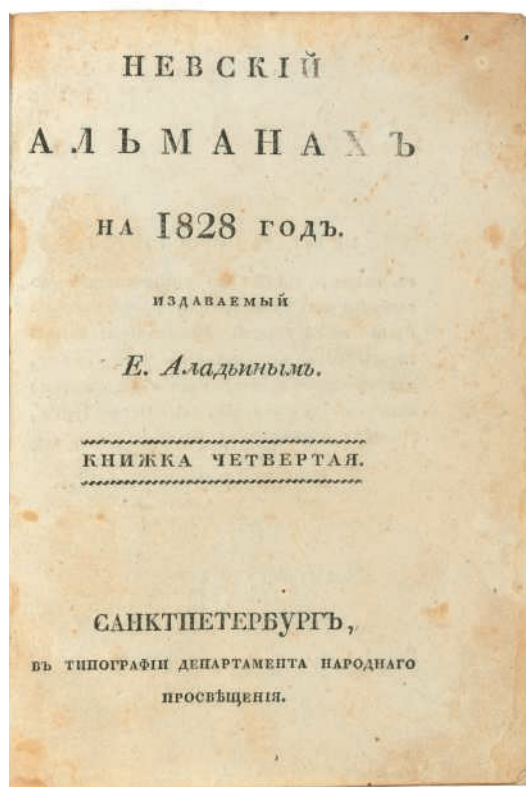 НЕВСКІЙ
АЛЬМАНАХЪ
НА 1828 ГОДЪ.
ИЗДАВАЕМЫЙ
Е. Аладьинымъ.
КНИЖКА ЧЕТВЕРТАЯ.
САНКТПЕТЕРБУРГЪ,
ВЪ ТИПОГРАФІИ ДЕПАРТАМЕНТА НАРОДНАГО
ПРОСВѢЩЕНІЯ.